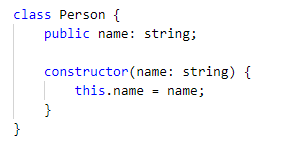 class Person {
    public name: string;

    constructor(name: string) {
        this.name = name;
    }
}